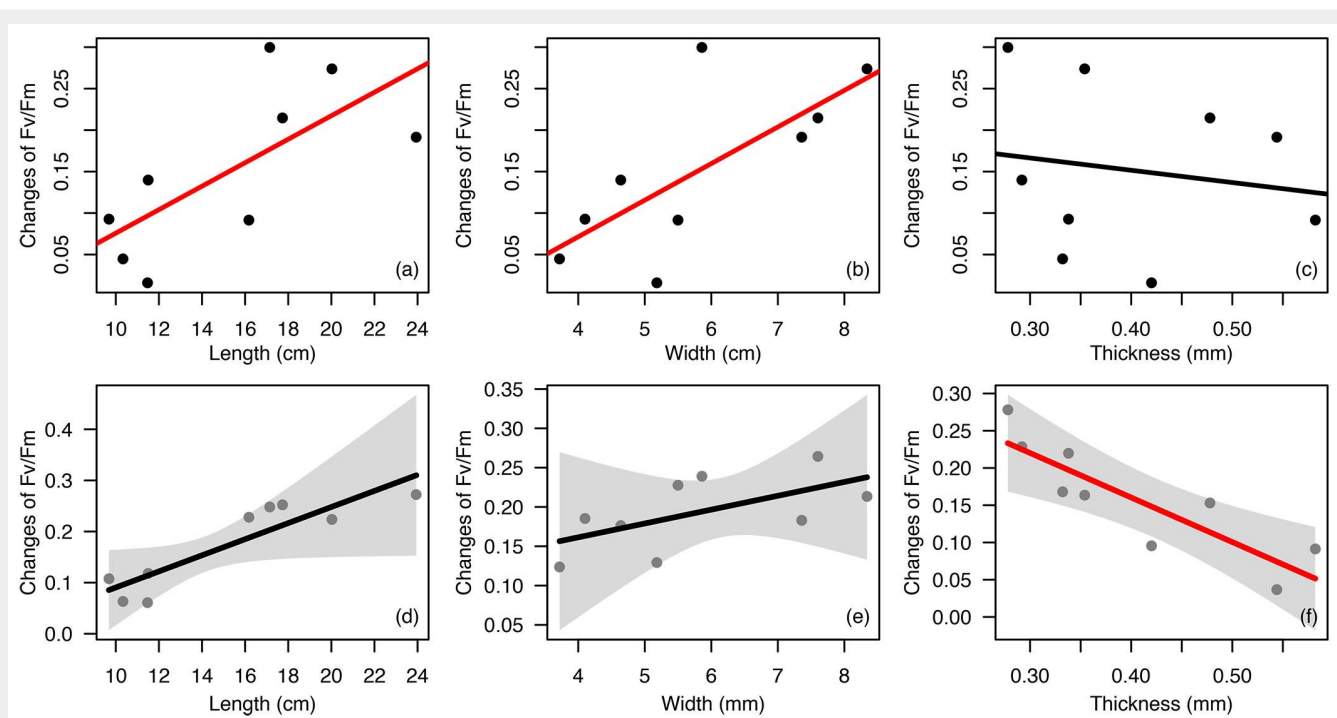 Changes of Fv/Fm
0.05 0.15 0.25
(a)
10 12 14 16 18 20 22 24
Length (cm)
Changes of Fv/Fm
0.05 0.15 0.25
(b)
4 5 6 7 8
Width (cm)
Changes of Fv/Fm
0.05 0.15 0.25
(c)
0.30 0.40 0.50
Thickness (mm)
Changes of Fv/Fm
0.0 0.1 0.2 0.3 0.4
(d)
10 12 14 16 18 20 22 24
Length (cm)
Changes of Fv/Fm
0.05 0.10 0.15 0.20 0.25 0.30 0.35
(e)
4 5 6 7 8
Width (mm)
Changes of Fv/Fm
0.00 0.05 0.10 0.15 0.20 0.25 0.30
(f)
0.30 0.40 0.50
Thickness (mm)